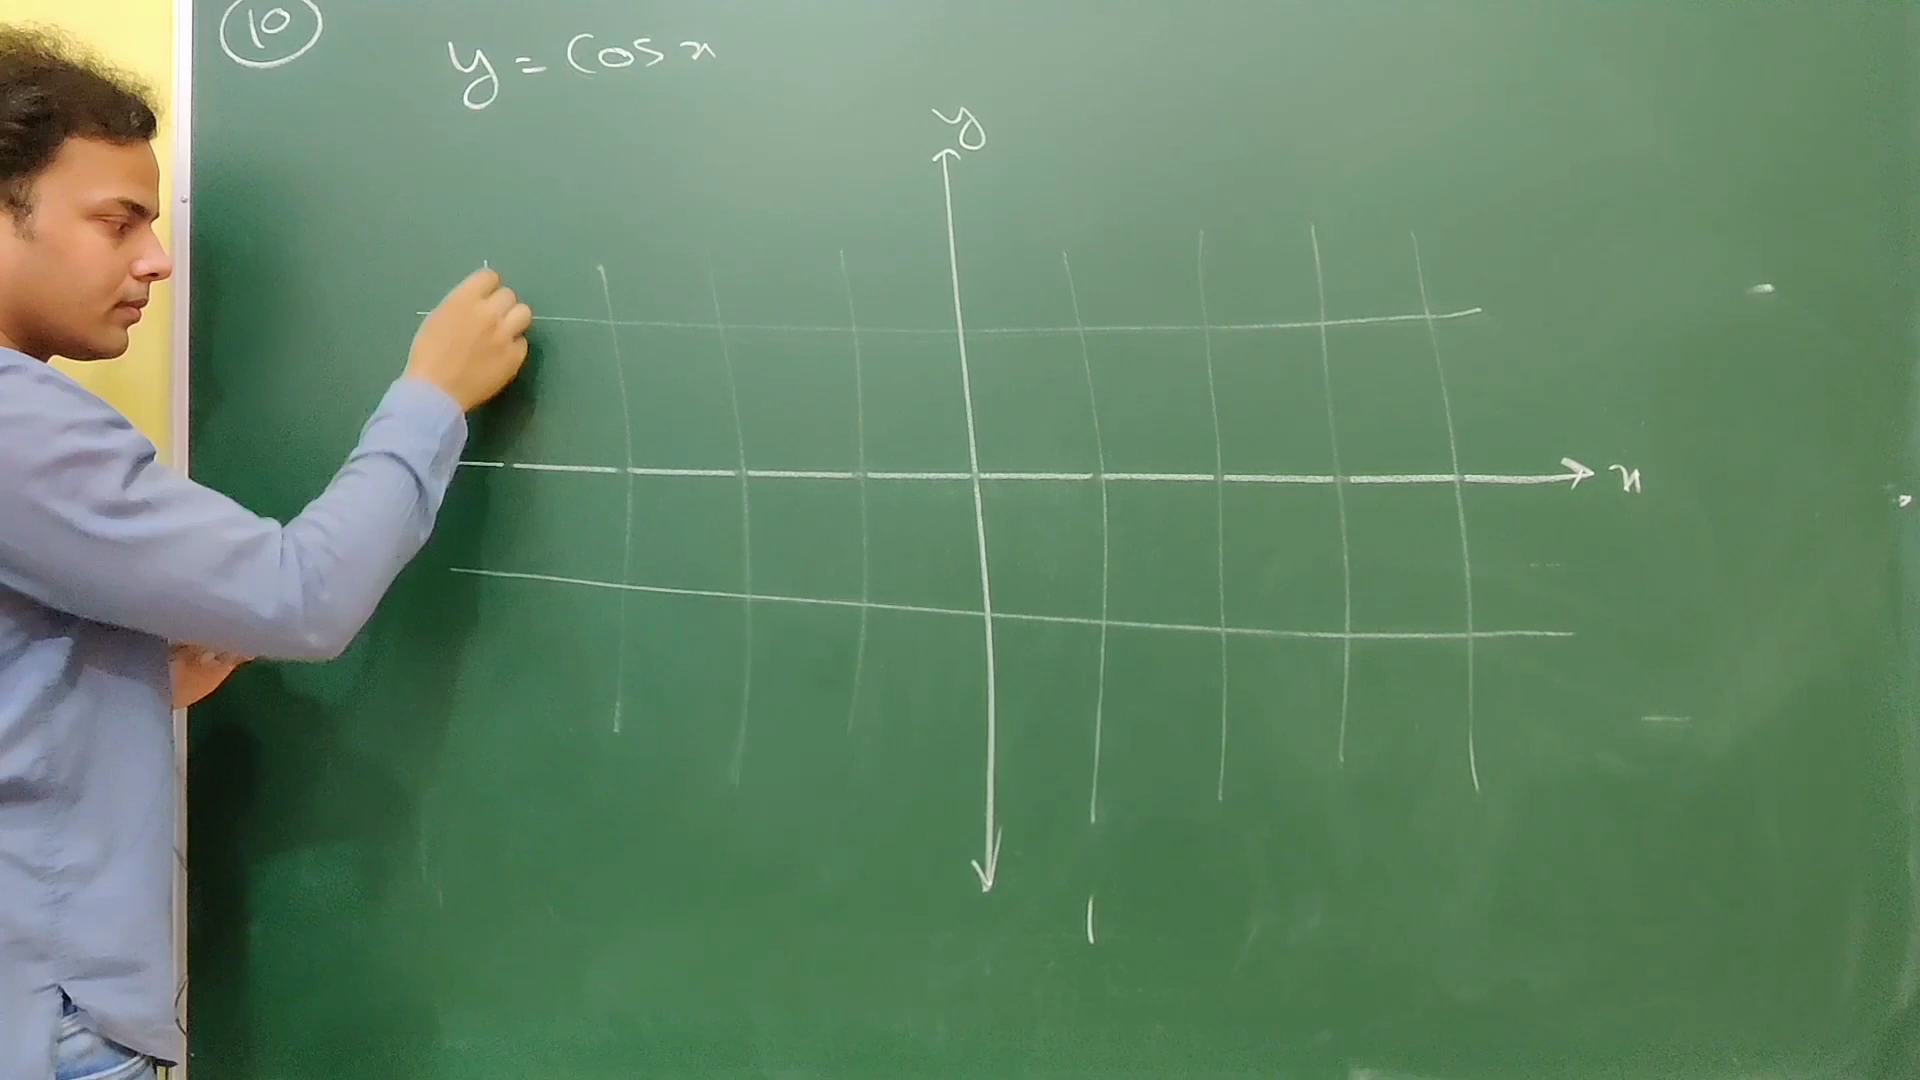 10
y = cos x
y
x